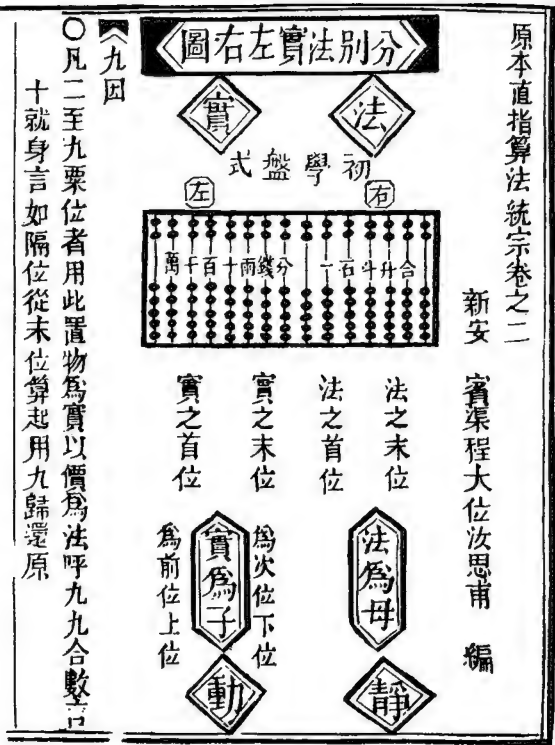 原本直指算法統宗卷之二
新安　賓渠程大位汝思甫　編
分別法實左右圖
法
實
初學盤式
右
左
萬千百十兩錢分一石斗升合
法之末位
法之首位
實之末位
實之首位
法為母
靜
為次位下位
實為子
為前位上位
動
九因
〇凡二至九粟位者用此置物為實以價為法呼九九合數言
十就身言如隔位從末位算起用九歸還原